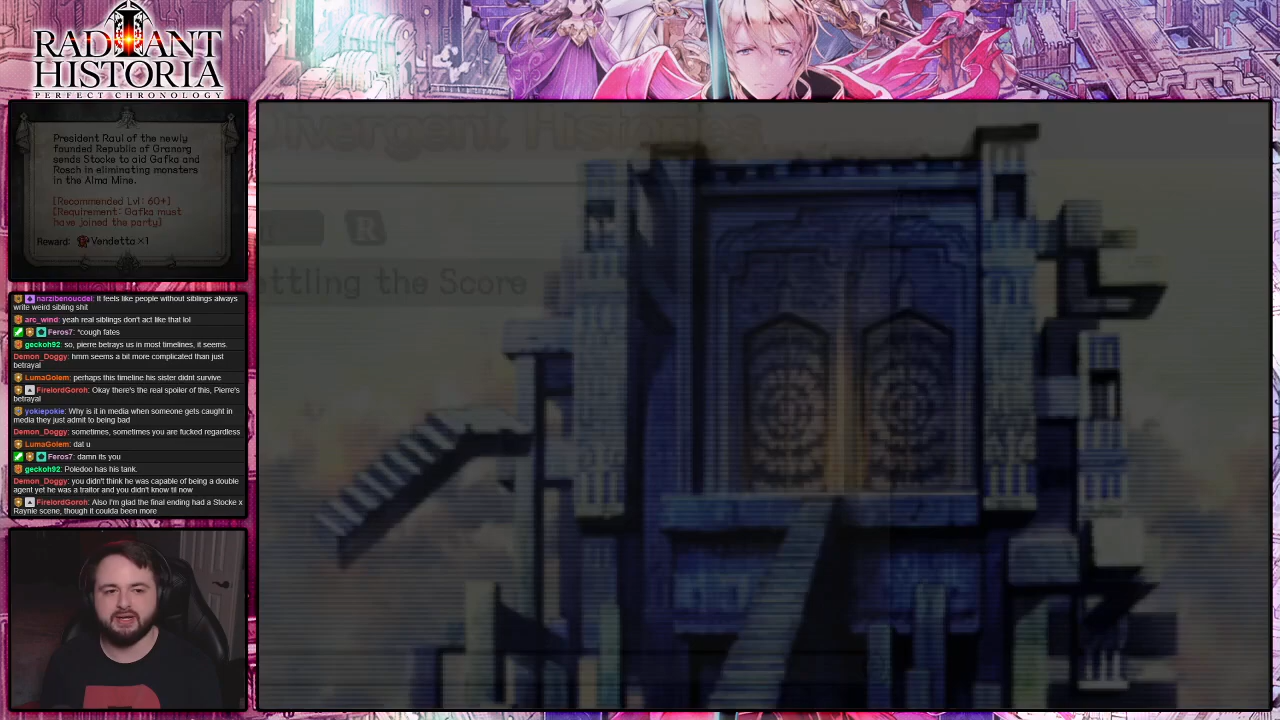 RADIANT
HISTORIA
PERFECT CHRONOLOGY
President Raul of the newly
founded Republic of Granorg
sends Stocke to aid Gafka and
Rosch in eliminating monsters
in the Alma Mine.
[Recommended Lvl: 60+]
[Requirement: Gafka must
have joined the party]
Reward: Vendetta ×1
R
ettling the Score
narzibenoucdel: It feels like people without siblings always
write weird sibling shit
arc_wind: yeah real siblings don't act like that lol
Feros7: *cough fates
geckoh92: so, pierre betrays us in most timelines, it seems.
Demon_Doggy: hmm seems a bit more complicated than just
betrayal
LumaGolem: perhaps this timeline his sister didnt survive
FirelordGoroh: Okay there's the real spoiler of this, Pierre's
betrayal
yokiepokie: Why is it in media when someone gets caught in
media they just admit to being bad
Demon_Doggy: sometimes, sometimes you are fucked regardless
LumaGolem: dat u
Feros7: damn its you
geckoh92: Poledoo has his tank.
Demon_Doggy: you didn't think he was capable of being a double
agent yet he was a traitor and you didn't know til now
FirelordGoroh: Also I'm glad the final ending had a Stocke x
Raynie scene, though it coulda been more